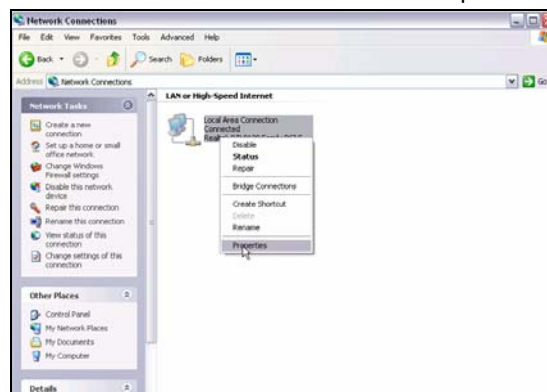 Network Connections
File Edit View Favorites Tools Advanced Help
Back Search Folders
Address Network Connections Go
Network Tasks
Create a new
connection
Set up a home or small
office network
Change Windows
Firewall settings
Disable this network
device
Repair this connection
Rename this connection
View status of this
connection
Change settings of this
connection
Other Places
Control Panel
My Network Places
My Documents
My Computer
Details
LAN or High-Speed Internet
Local Area Connection
Connected
Disable
Status
Repair
Bridge Connections
Create Shortcut
Delete
Rename
Properties